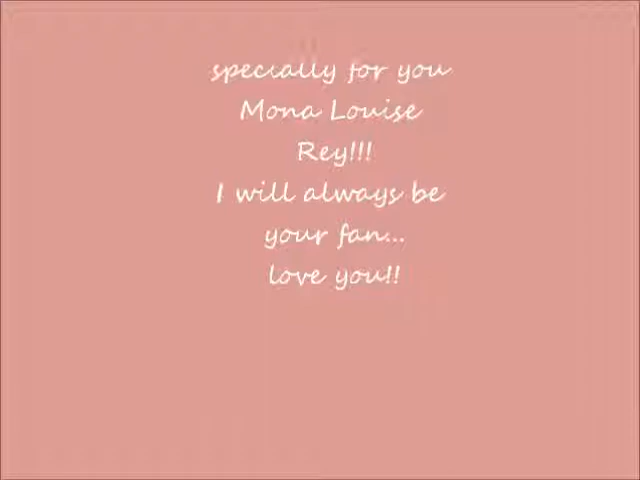 specially for you
Mona Louise
Rey!!!
I will always be
your fan...
love you!!